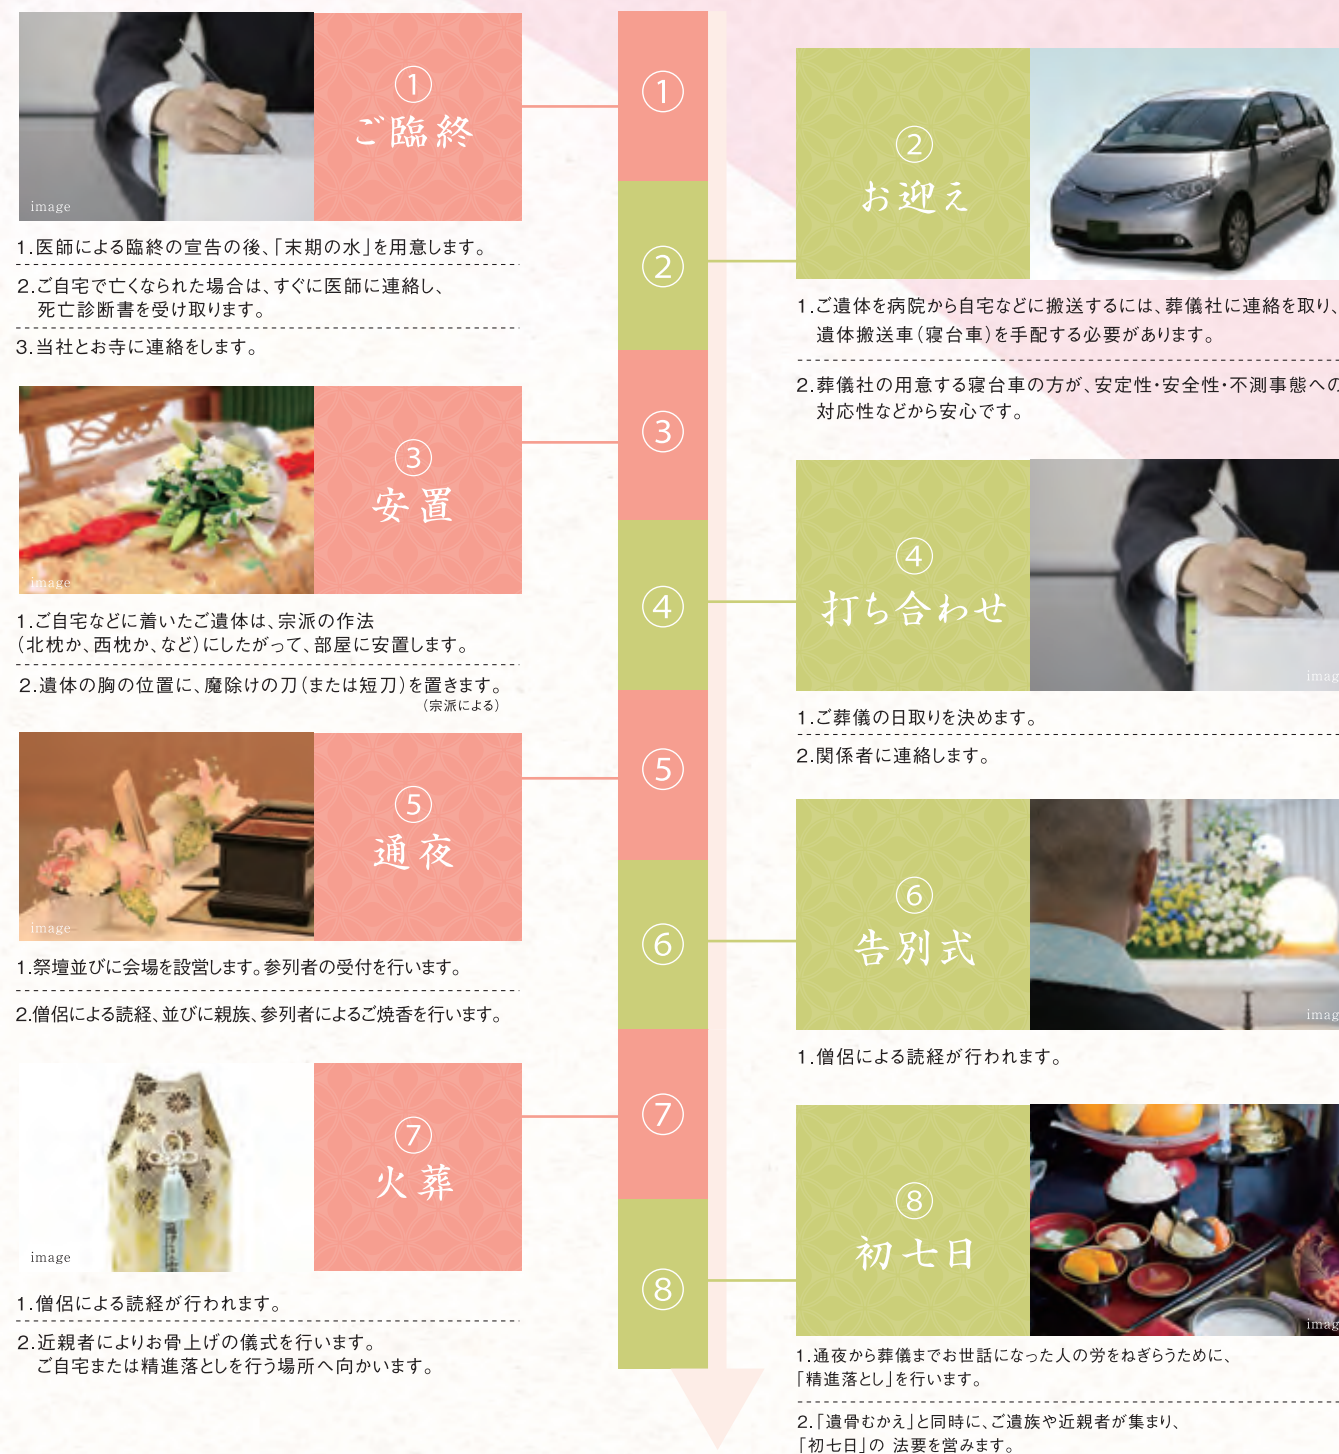 ①
ご臨終
image
1.医師による臨終の宣告の後、「末期の水」を用意します。
2.ご自宅で亡くなられた場合は、すぐに医師に連絡し、
死亡診断書を受け取ります。
3.当社とお寺に連絡をします。
①
②
③
④
⑤
⑥
⑦
⑧
②
お迎え
1.ご遺体を病院から自宅などに搬送するには、葬儀社に連絡を取り、
遺体搬送車(寝台車)を手配する必要があります。
2.葬儀社の用意する寝台車の方が、安定性・安全性・不測事態への
対応性などから安心です。
③
安置
image
1.ご自宅などに着いたご遺体は、宗派の作法
(北枕か、西枕か、など)にしたがって、部屋に安置します。
2.遺体の胸の位置に、魔除けの刀(または短刀)を置きます。
(宗派による)
④
打ち合わせ
imag
1.ご葬儀の日取りを決めます。
2.関係者に連絡します。
⑤
通夜
image
1.祭壇並びに会場を設営します。参列者の受付を行います。
2.僧侶による読経、並びに親族、参列者によるご焼香を行います。
⑥
告別式
imag
1.僧侶による読経が行われます。
⑦
火葬
image
1.僧侶による読経が行われます。
2.近親者によりお骨上げの儀式を行います。
ご自宅または精進落としを行う場所へ向かいます。
⑧
初七日
imag
1.通夜から葬儀までお世話になった人の労をねぎらうために、
「精進落とし」を行います。
2.「遺骨むかえ」と同時に、ご遺族や近親者が集まり、
「初七日」の 法要を営みます。